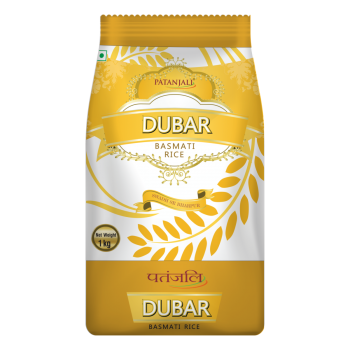 PATANJALI
DUBAR
BASMATI
RICE
Net Weight
1 kg
पतंजलि
DUBAR
BASMATI RICE